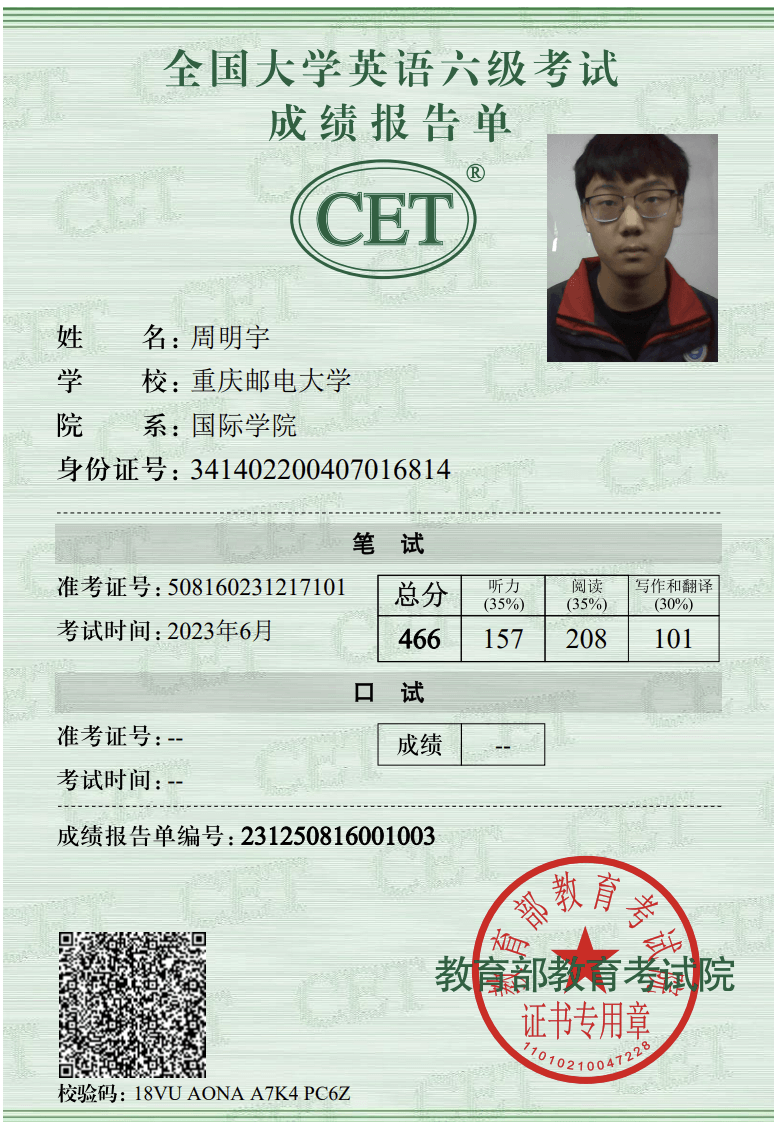 全国大学英语六级考试
成绩报告单
CET®
姓 名：周明宇
学 校：重庆邮电大学
院 系：国际学院
身份证号：341402200407016814
笔 试
准考证号：508160231217101
考试时间：2023年6月
总分 听力 (35%) 阅读 (35%) 写作和翻译 (30%)
466 157 208 101
口 试
准考证号：--
考试时间：--
成绩 --
成绩报告单编号：231250816001003
教育部教育考试院
教育部教育考试院
证书专用章
11010210047228
校验码：18VU AONA A7K4 PC6Z